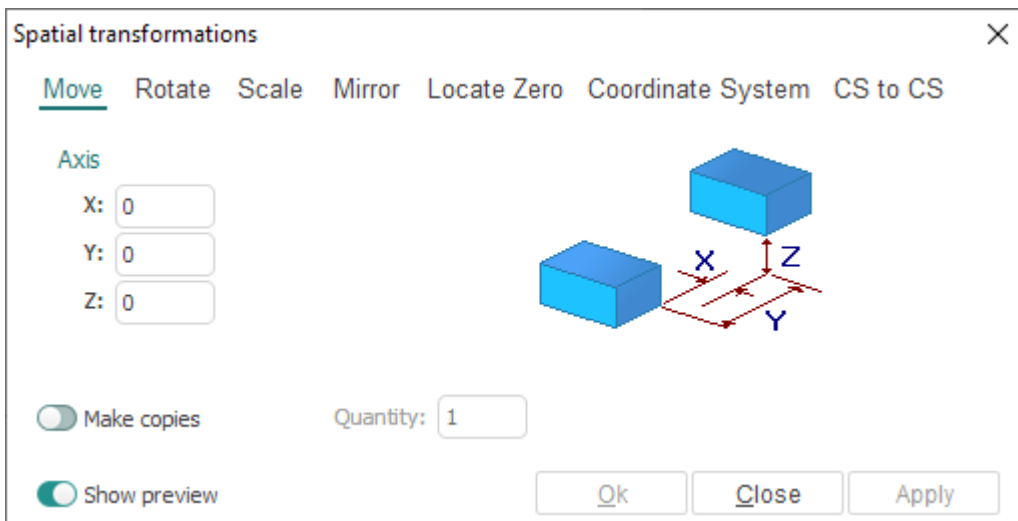 Spatial transformations
Move Rotate Scale Mirror Locate Zero Coordinate System CS to CS
Axis
X: 0
Y: 0
Z: 0
X
Z
Y
Make copies Quantity: 1
Show preview Ok Close Apply